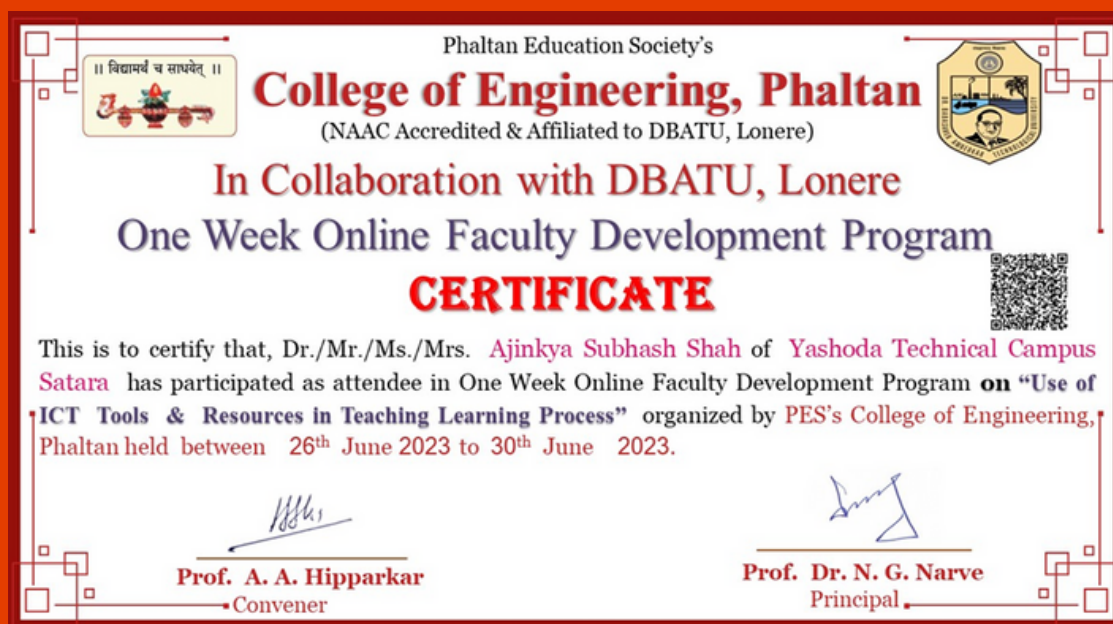 Phaltan Education Society's
|| विद्यामर्थं च साधयेत् ||
College of Engineering, Phaltan
(NAAC Accredited & Affiliated to DBATU, Lonere)
In Collaboration with DBATU, Lonere
One Week Online Faculty Development Program
CERTIFICATE
This is to certify that, Dr./Mr./Ms./Mrs. Ajinkya Subhash Shah of Yashoda Technical Campus
Satara has participated as attendee in One Week Online Faculty Development Program on “Use of
ICT Tools & Resources in Teaching Learning Process” organized by PES's College of Engineering,
Phaltan held between 26th June 2023 to 30th June 2023.
Prof. A. A. Hipparkar
Convener
Prof. Dr. N. G. Narve
Principal